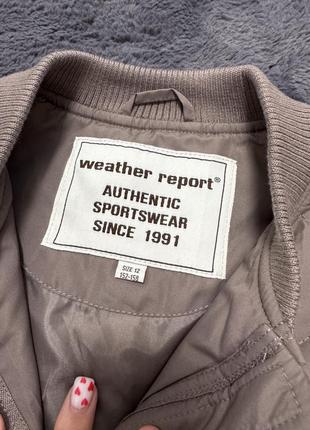 weather report®
AUTHENTIC
SPORTSWEAR
SINCE 1991
SIZE 12
152-158